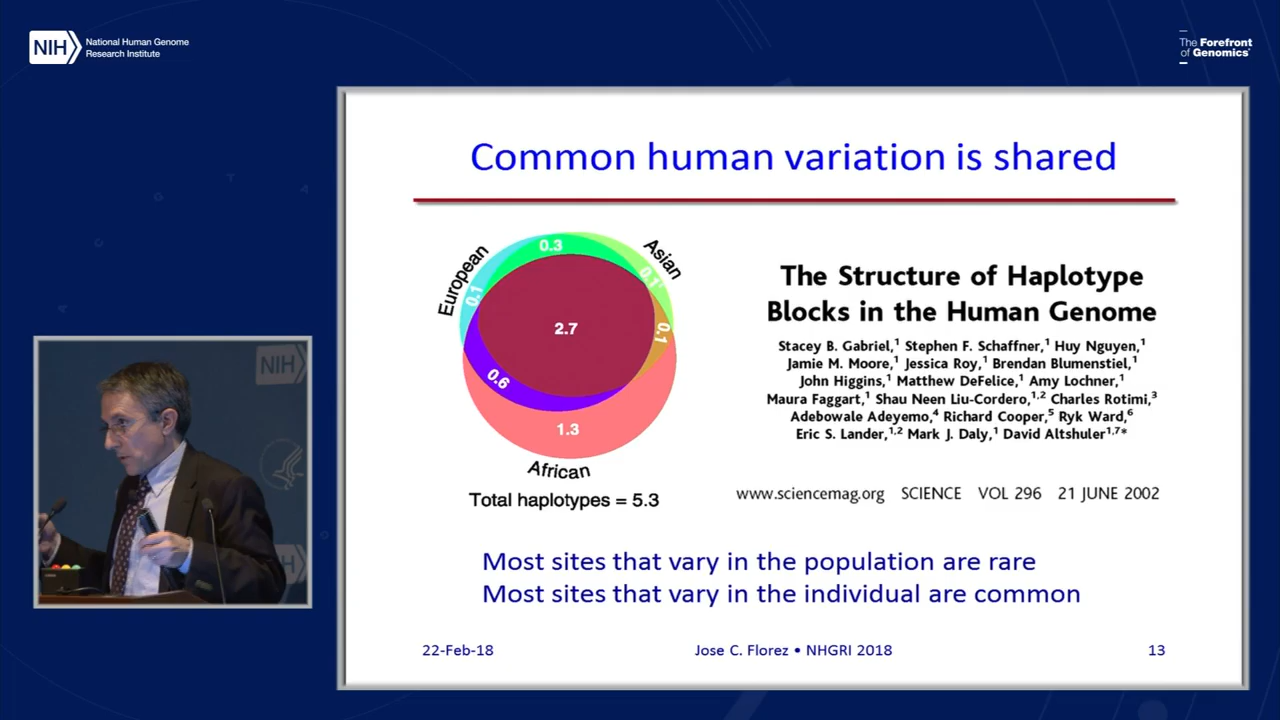 NIH
National Human Genome
Research Institute
The Forefront
of Genomics®
Common human variation is shared
European
Asian
0.3
0.1
0.1
0.1
2.7
0.6
1.3
African
Total haplotypes = 5.3
The Structure of Haplotype
Blocks in the Human Genome
Stacey B. Gabriel,¹ Stephen F. Schaffner,¹ Huy Nguyen,¹
Jamie M. Moore,¹ Jessica Roy,¹ Brendan Blumenstiel,¹
John Higgins,¹ Matthew DeFelice,¹ Amy Lochner,¹
Maura Faggart,¹ Shau Neen Liu-Cordero,¹,² Charles Rotimi,³
Adebowale Adeyemo,⁴ Richard Cooper,⁵ Ryk Ward,⁶
Eric S. Lander,¹,² Mark J. Daly,¹ David Altshuler¹,⁷*
www.sciencemag.org SCIENCE VOL 296 21 JUNE 2002
Most sites that vary in the population are rare
Most sites that vary in the individual are common
22-Feb-18
Jose C. Florez • NHGRI 2018
13
NIH